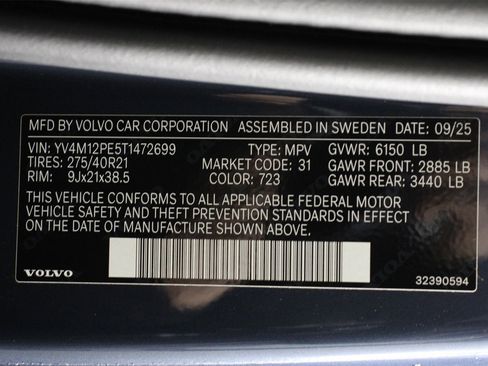 MFD BY VOLVO CAR CORPORATION ASSEMBLED IN SWEDEN DATE: 09/25
VIN: YV4M12PE5T1472699 TYPE: MPV GVWR: 6150 LB
TIRES: 275/40R21 MARKET CODE: 31 GAWR FRONT: 2885 LB
RIM: 9Jx21x38.5 COLOR: 723 GAWR REAR: 3440 LB
THIS VEHICLE CONFORMS TO ALL APPLICABLE FEDERAL MOTOR
VEHICLE SAFETY AND THEFT PREVENTION STANDARDS IN EFFECT
ON THE DATE OF MANUFACTURE SHOWN ABOVE.
VOLVO 32390594